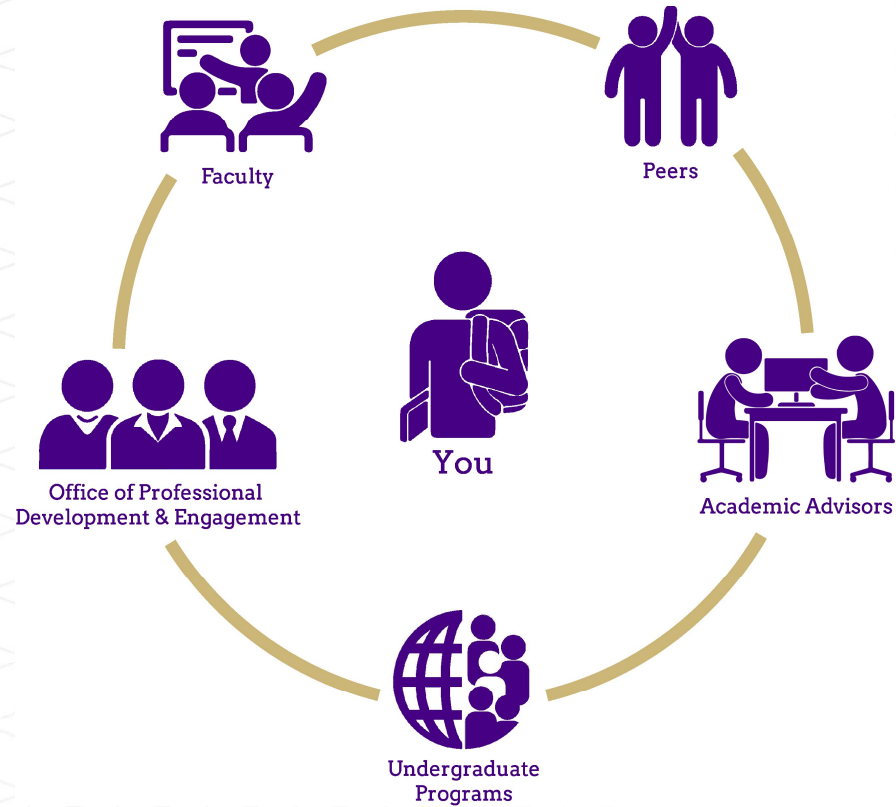 Faculty
Peers
You
Office of Professional
Development & Engagement
Academic Advisors
Undergraduate
Programs